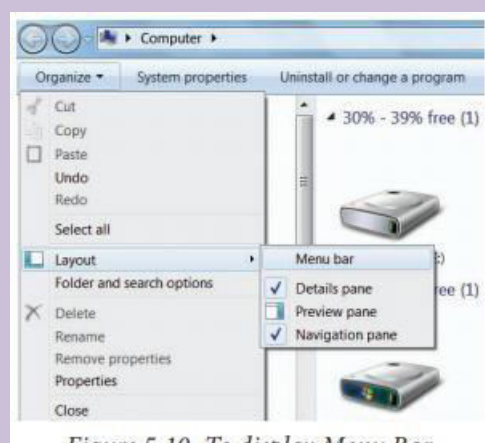 Computer
Organize System properties Uninstall or change a program
Cut
Copy
Paste
Undo
Redo
Select all
Layout
Folder and search options
Delete
Rename
Remove properties
Properties
Close
30% - 39% free (1)
Menu bar
Details pane
Preview pane
Navigation pane
:)
ree (1)
Figure 5.10 To display Menu Bar